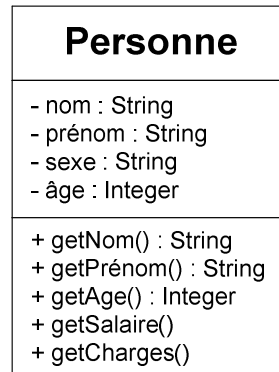 Personne
- nom : String
- prénom : String
- sexe : String
- âge : Integer
+ getNom() : String
+ getPrénom() : String
+ getAge() : Integer
+ getSalaire()
+ getCharges()